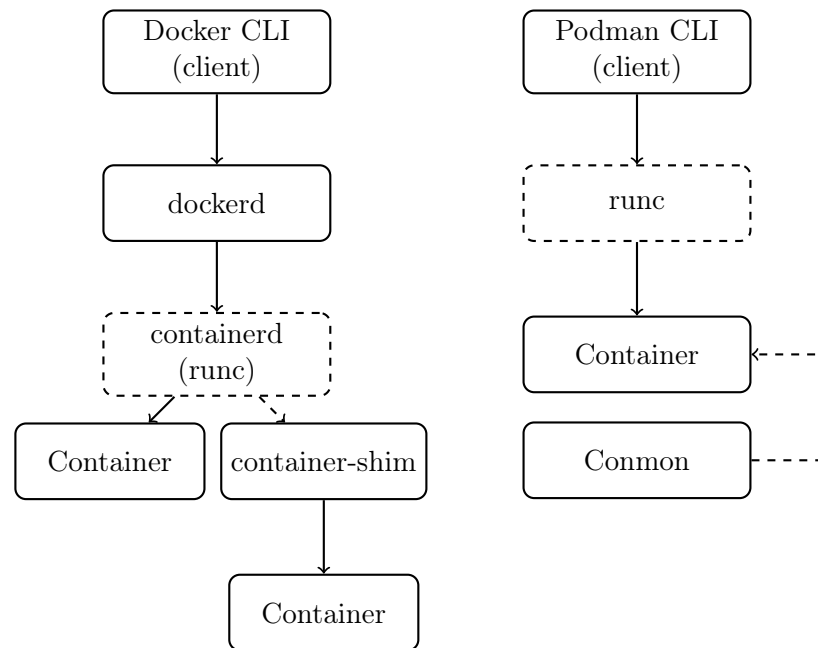 Docker CLI
(client)
dockerd
containerd
(runc)
Container
container-shim
Container
Podman CLI
(client)
runc
Container
Conmon